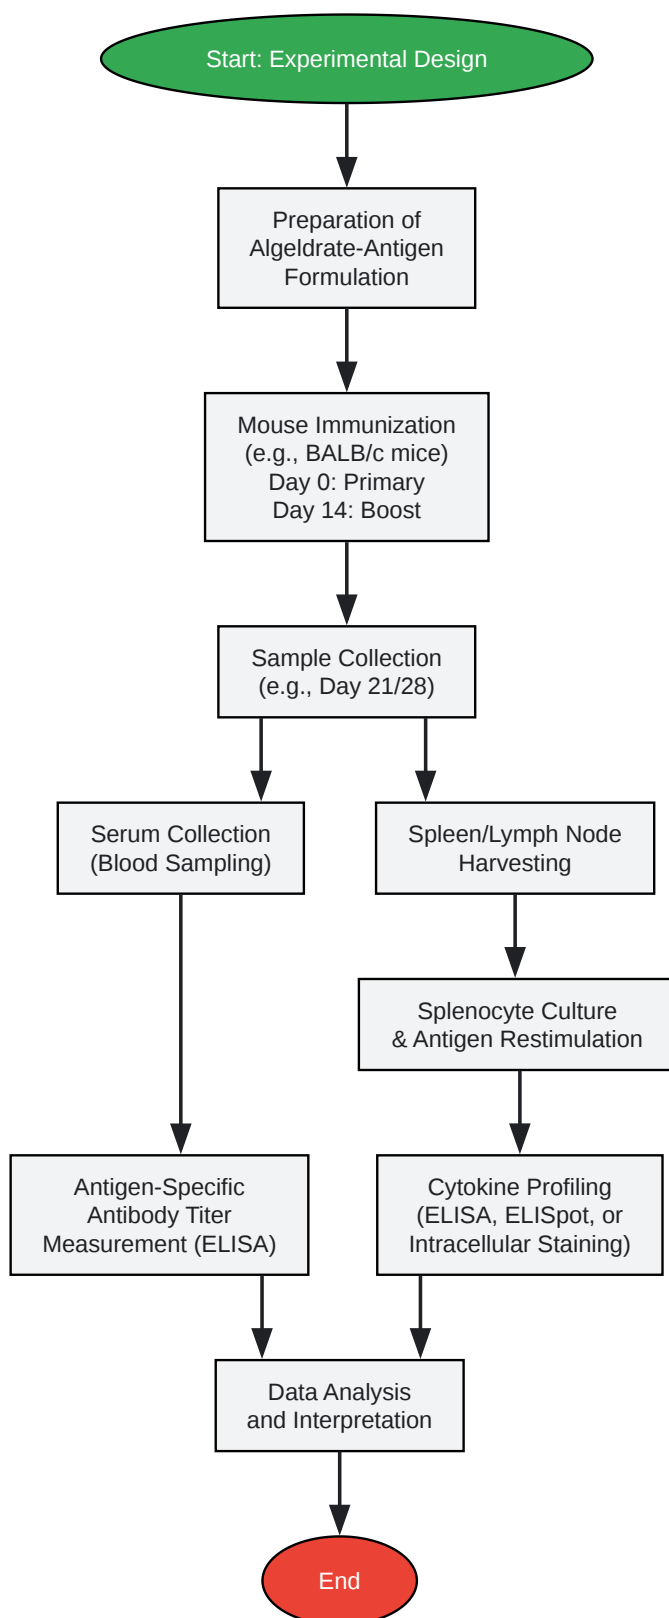 Start: Experimental Design
Preparation of
Algeldrate-Antigen
Formulation
Mouse Immunization
(e.g., BALB/c mice)
Day 0: Primary
Day 14: Boost
Sample Collection
(e.g., Day 21/28)
Serum Collection
(Blood Sampling)
Spleen/Lymph Node
Harvesting
Splenocyte Culture
& Antigen Restimulation
Antigen-Specific
Antibody Titer
Measurement (ELISA)
Cytokine Profiling
(ELISA, ELISpot, or
Intracellular Staining)
Data Analysis
and Interpretation
End